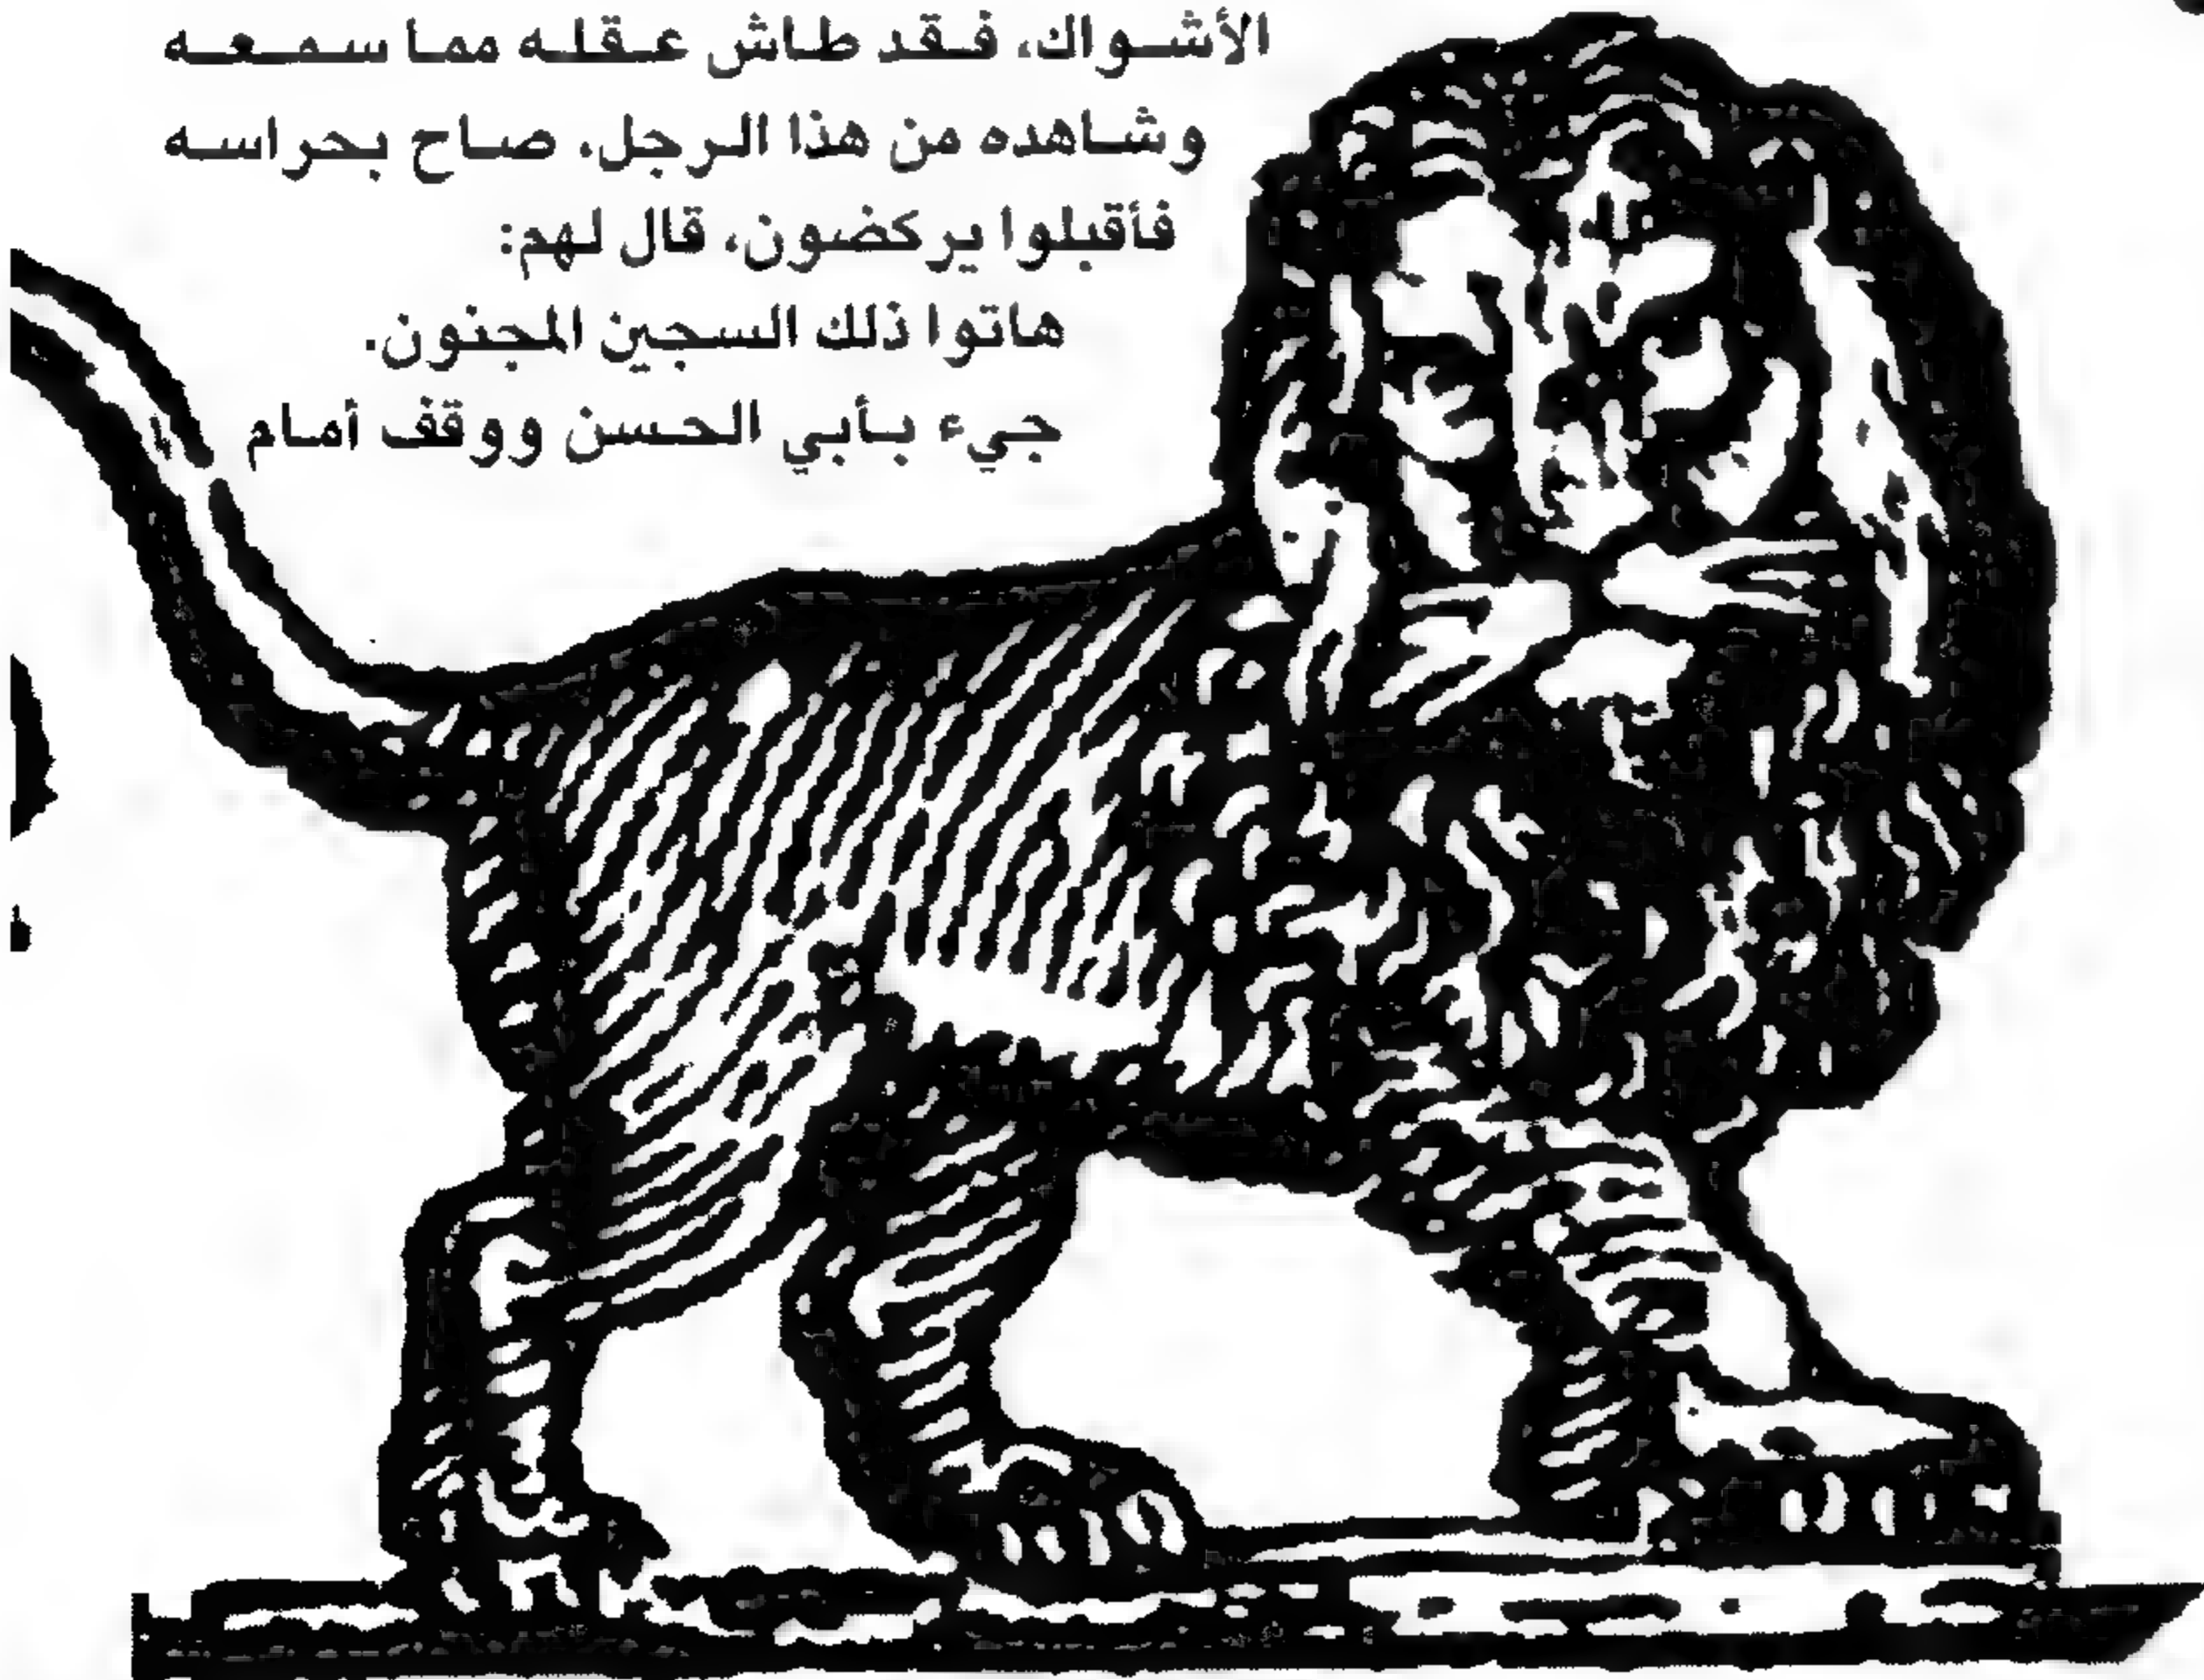 الأشواك، فقد طاش عقله مما سمعه
وشاهده من هذا الرجل. صاح بحراسه
فأقبلوا يركضون، قال لهم:
هاتوا ذلك السجين المجنون.
جيء بأبي الحسن ووقف أمام